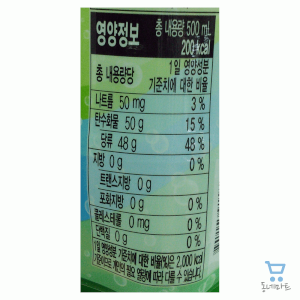 영양정보
총 내용량 500 mL
200 kcal
총 내용량당
1일 영양성분
기준치에 대한 비율
나트륨 50 mg 3 %
탄수화물 50 g 15 %
당류 48 g 48 %
지방 0 g 0 %
트랜스지방 0 g
포화지방 0 g 0 %
콜레스테롤 0 mg 0 %
단백질 0 g 0 %
1일 영양성분 기준치에 대한 비율(%)은 2,000 kcal
기준이므로 개인의 필요 열량에 따라 다를 수 있습니다.